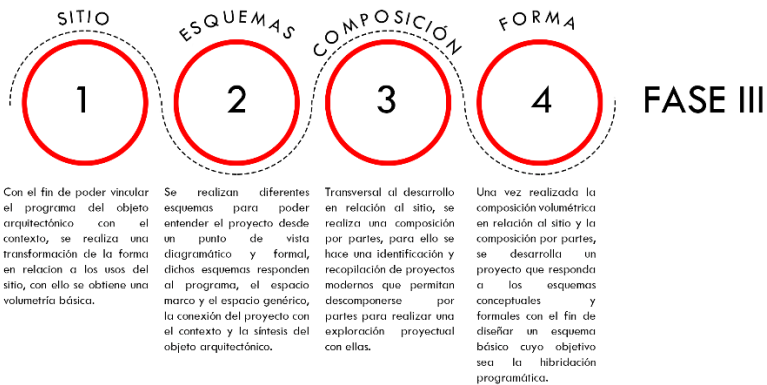 SITIO
ESQUEMAS
COMPOSICIÓN
FORMA
1
2
3
4
FASE III
Con el fin de poder vincular
el programa del objeto
arquitectónico con el
contexto, se realiza una
transformación de la forma
en relacion a los usos del
sitio, con ello se obtiene una
volumetría básica.
Se realizan diferentes
esquemas para poder
entender el proyecto desde
un punto de vista
diagramático y formal,
dichos esquemas responden
al programa, el espacio
marco y el espacio genérico,
la conexión del proyecto con
el contexto y la síntesis del
objeto arquitectónico.
Transversal al desarrollo
en relación al sitio, se
realiza una composición
por partes, para ello se
hace una identificación y
recopilación de proyectos
modernos que permitan
descomponerse por
partes para realizar una
exploración proyectual
con ellas.
Una vez realizada la
composición volumétrica
en relación al sitio y la
composición por partes,
se desarrolla un
proyecto que responda
a los esquemas
conceptuales y
formales con el fin de
diseñar un esquema
básico cuyo objetivo
sea la hibridación
programática.